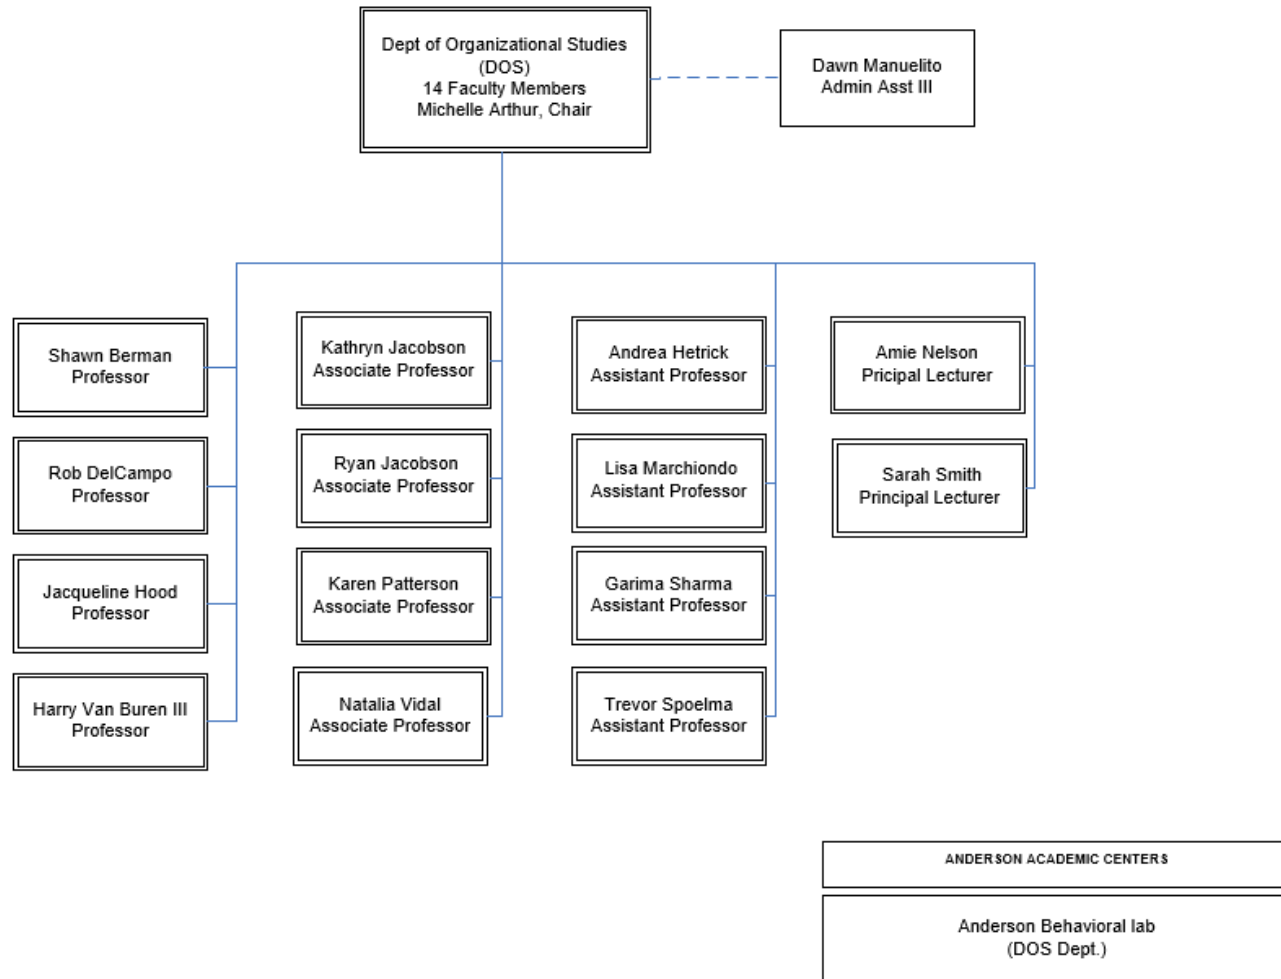 Dept of Organizational Studies
(DOS)
14 Faculty Members
Michelle Arthur, Chair
Dawn Manuelito
Admin Asst III
Shawn Berman
Professor
Rob DelCampo
Professor
Jacqueline Hood
Professor
Harry Van Buren III
Professor
Kathryn Jacobson
Associate Professor
Ryan Jacobson
Associate Professor
Karen Patterson
Associate Professor
Natalia Vidal
Associate Professor
Andrea Hetrick
Assistant Professor
Lisa Marchiondo
Assistant Professor
Garima Sharma
Assistant Professor
Trevor Spoelma
Assistant Professor
Amie Nelson
Pricipal Lecturer
Sarah Smith
Principal Lecturer
ANDERSON ACADEMIC CENTERS
Anderson Behavioral lab
(DOS Dept.)